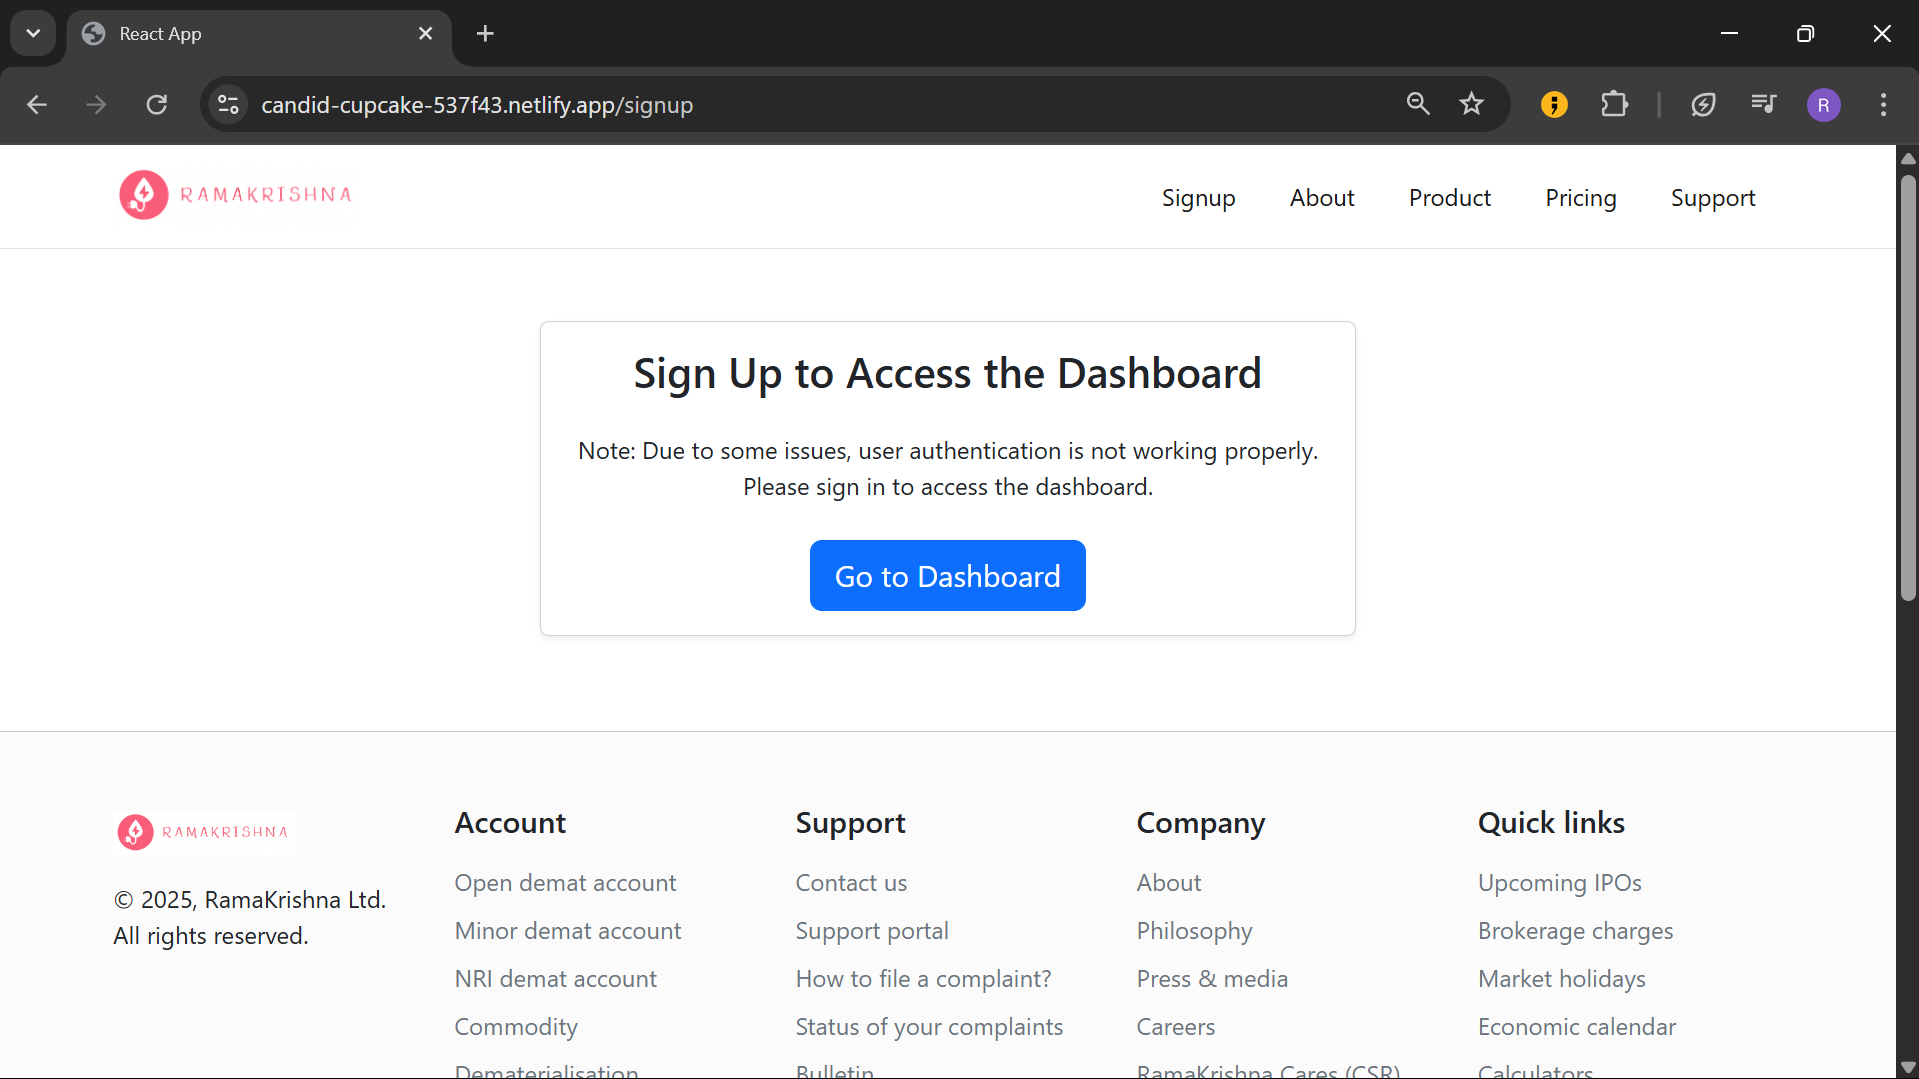 React App
candid-cupcake-537f43.netlify.app/signup
R
RAMAKRISHNA
Signup
About
Product
Pricing
Support
Sign Up to Access the Dashboard
Note: Due to some issues, user authentication is not working properly.
Please sign in to access the dashboard.
Go to Dashboard
RAMAKRISHNA
© 2025, RamaKrishna Ltd.
All rights reserved.
Account
Open demat account
Minor demat account
NRI demat account
Commodity
Dematerialisation
Support
Contact us
Support portal
How to file a complaint?
Status of your complaints
Bulletin
Company
About
Philosophy
Press & media
Careers
RamaKrishna Cares (CSR)
Quick links
Upcoming IPOs
Brokerage charges
Market holidays
Economic calendar
Calculators